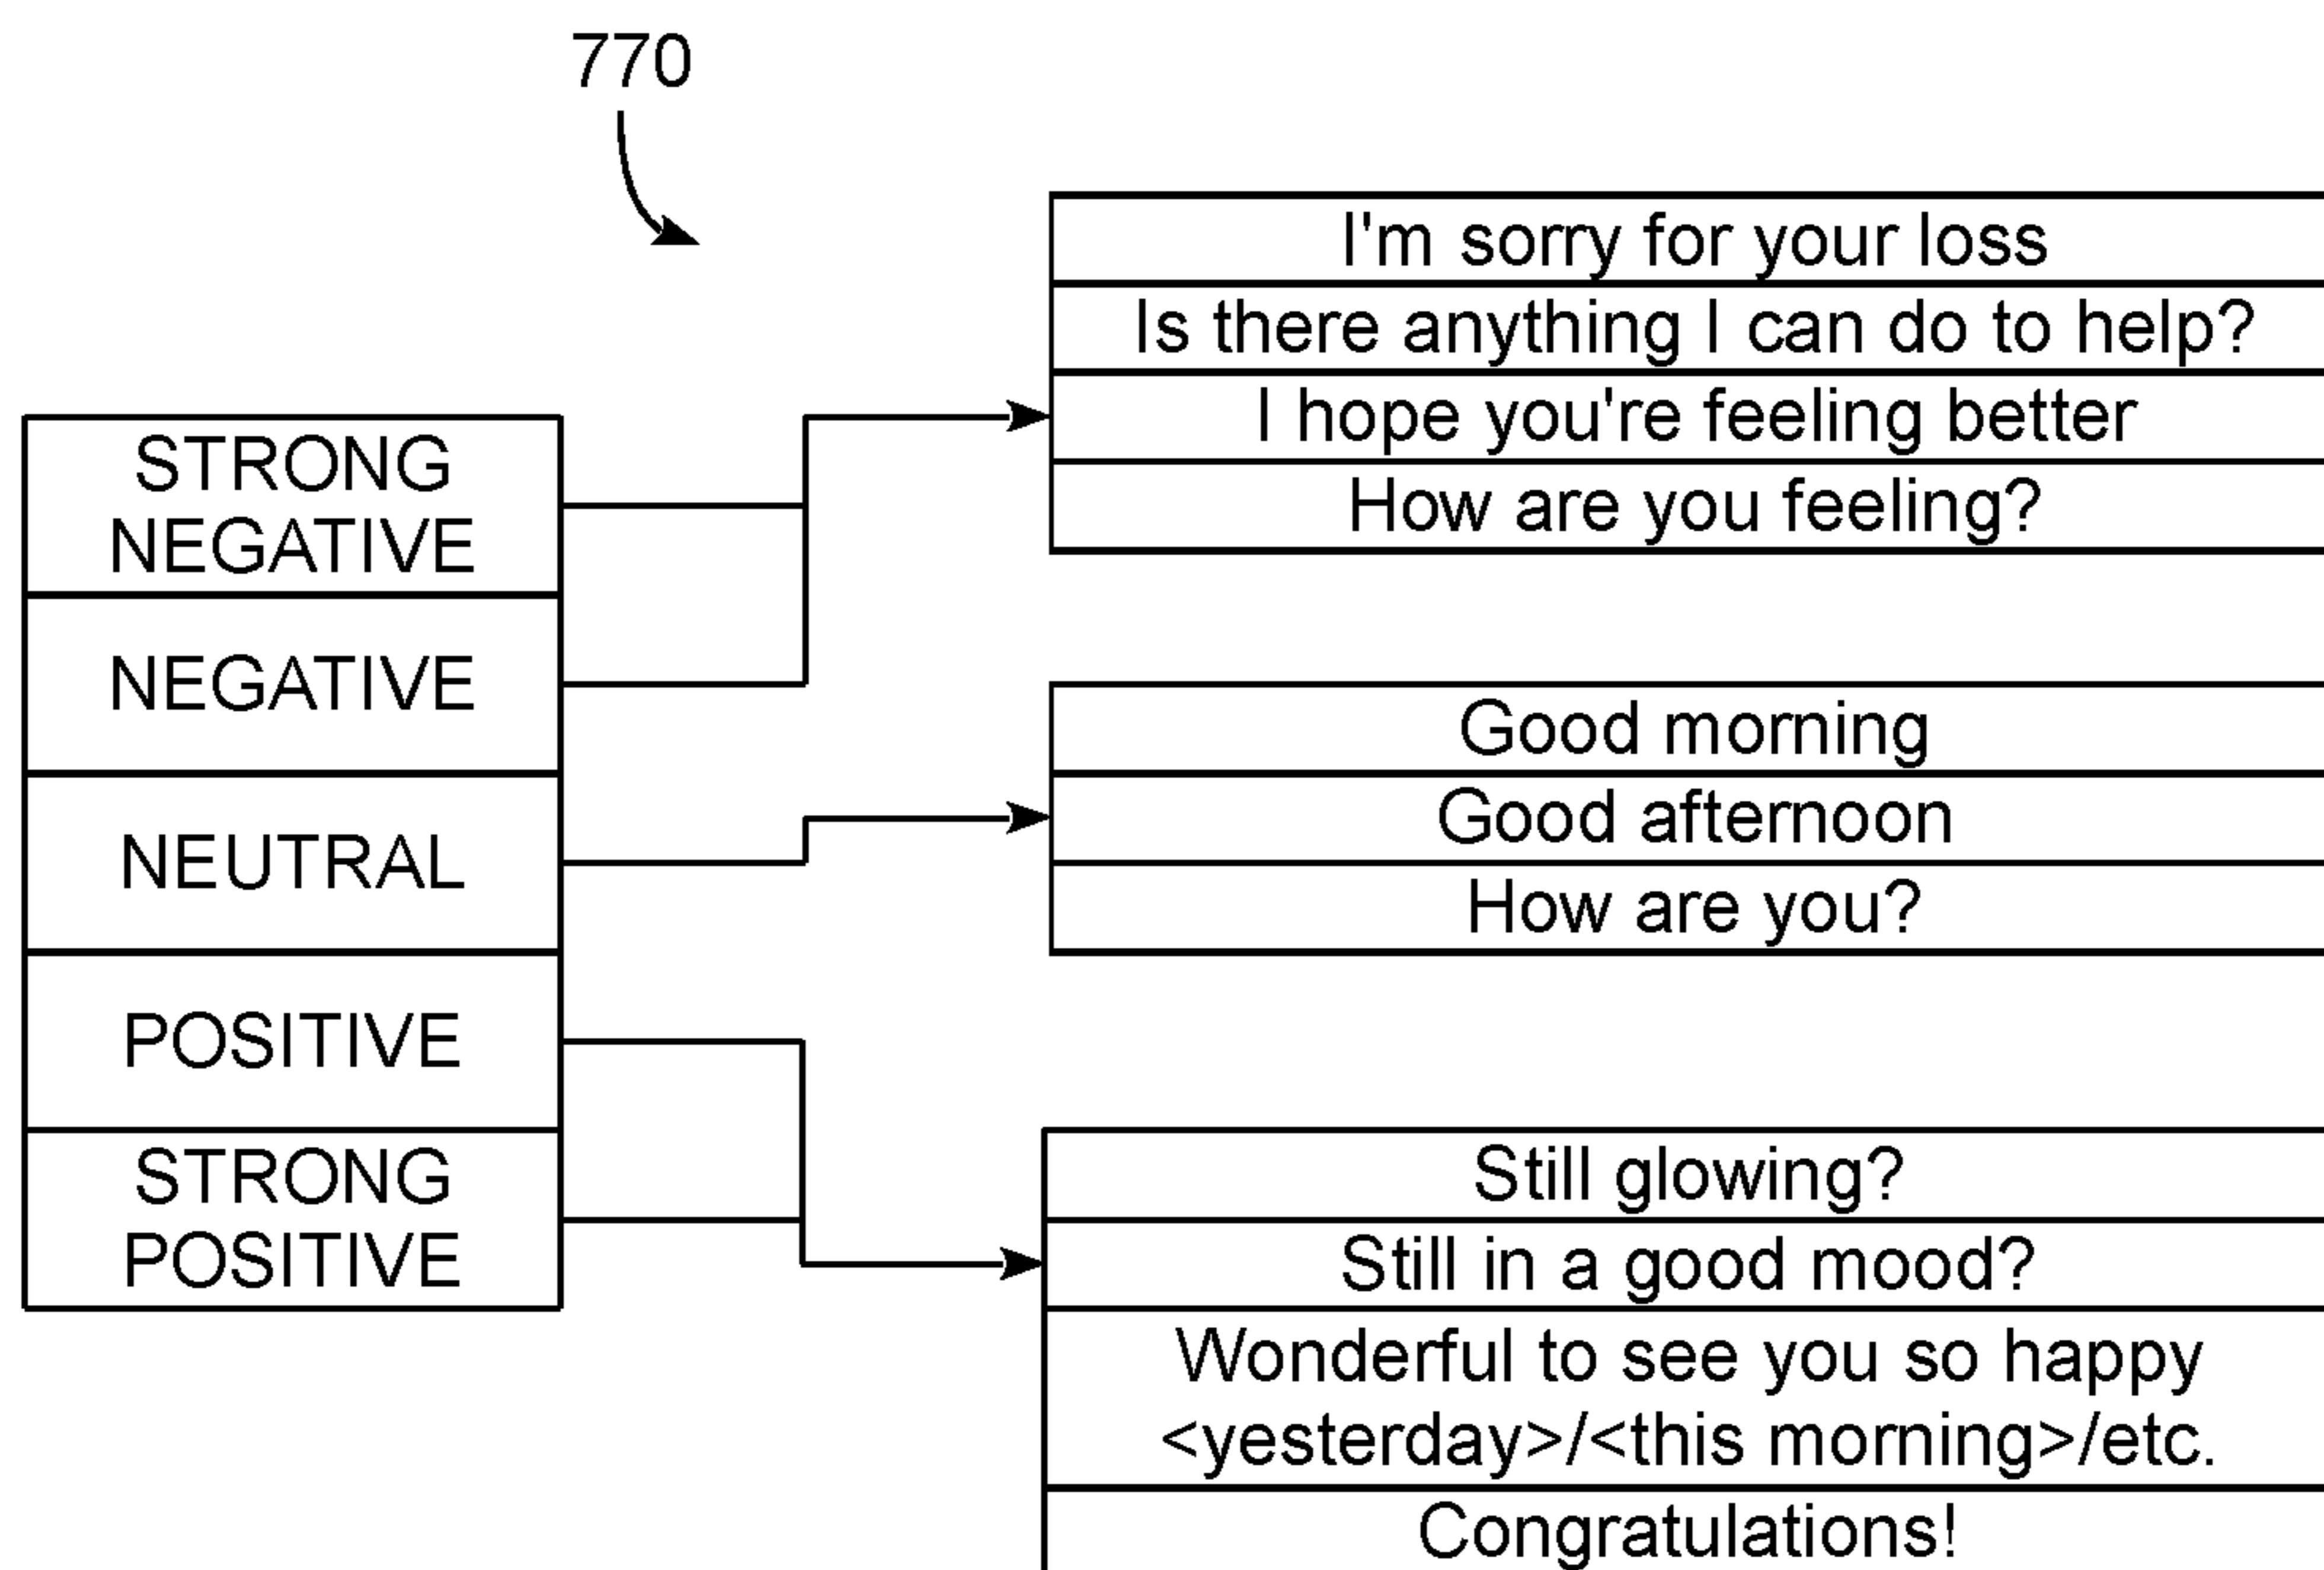 770
I'm sorry for your loss
Is there anything I can do to help?
I hope you're feeling better
How are you feeling?
STRONG
NEGATIVE
NEGATIVE
NEUTRAL
POSITIVE
STRONG
POSITIVE
Good morning
Good afternoon
How are you?
Still glowing?
Still in a good mood?
Wonderful to see you so happy
<yesterday>/<this morning>/etc.
Congratulations!